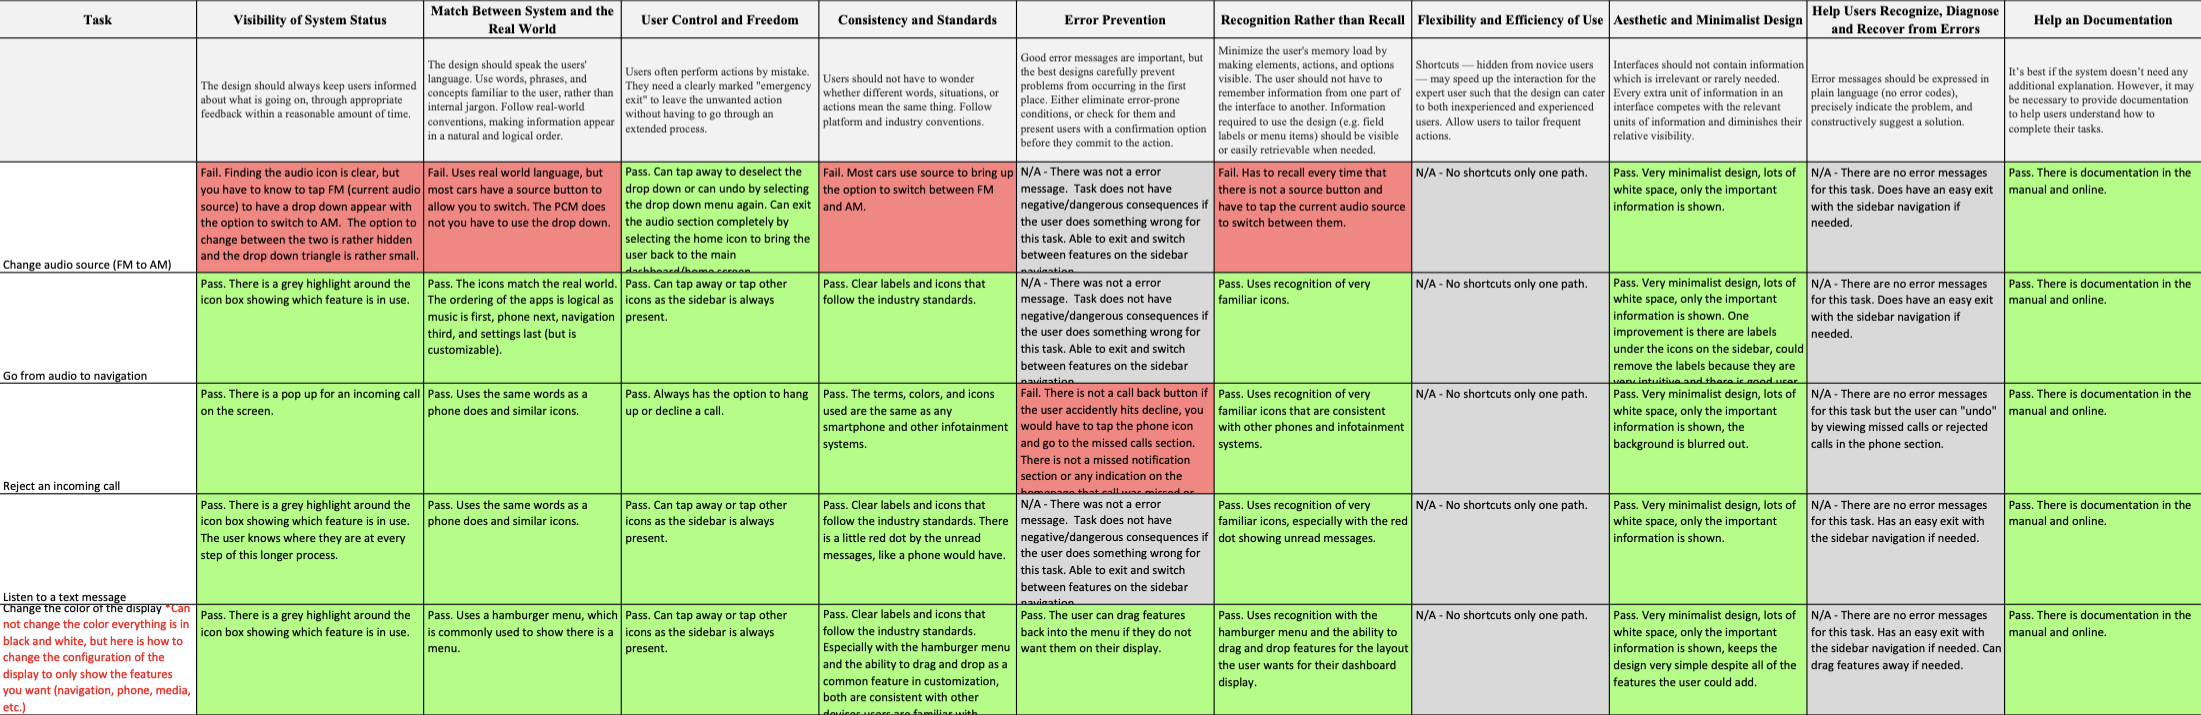 Task
Visibility of System Status
Match Between System and the
Real World
User Control and Freedom
Consistency and Standards
Error Prevention
Recognition Rather than Recall
Flexibility and Efficiency of Use
Aesthetic and Minimalist Design
Help Users Recognize, Diagnose
and Recover from Errors
Help an Documentation
The design should always keep users informed
about what is going on, through appropriate
feedback within a reasonable amount of time.
The design should speak the users'
language. Use words, phrases, and
concepts familiar to the user, rather than
internal jargon. Follow real-world
conventions, making information appear
in a natural and logical order.
Users often perform actions by mistake.
They need a clearly marked "emergency
exit" to leave the unwanted action
without having to go through an
extended process.
Users should not have to wonder
whether different words, situations, or
actions mean the same thing. Follow
platform and industry conventions.
Good error messages are important, but
the best designs carefully prevent
problems from occurring in the first
place. Either eliminate error-prone
conditions, or check for them and
present users with a confirmation option
before they commit to the action.
Minimize the user's memory load by
making elements, actions, and options
visible. The user should not have to
remember information from one part of
the interface to another. Information
required to use the design (e.g. field
labels or menu items) should be visible
or easily retrievable when needed.
Shortcuts — hidden from novice users
— may speed up the interaction for the
expert user such that the design can cater
to both inexperienced and experienced
users. Allow users to tailor frequent
actions.
Interfaces should not contain information
which is irrelevant or rarely needed.
Every extra unit of information in an
interface competes with the relevant
units of information and diminishes their
relative visibility.
Error messages should be expressed in
plain language (no error codes),
precisely indicate the problem, and
constructively suggest a solution.
It's best if the system doesn't need any
additional explanation. However, it may
be necessary to provide documentation
to help users understand how to
complete their tasks.
Change audio source (FM to AM)
Fail. Finding the audio icon is clear, but
you have to know to tap FM (current audio
source) to have a drop down appear with
the option to switch to AM. The option to
change between the two is rather hidden
and the drop down triangle is rather small.
Fail. Uses real world language, but
most cars have a source button to
allow you to switch. The PCM does
not you have to use the drop down.
Pass. Can tap away to deselect the
drop down or can undo by selecting
the drop down menu again. Can exit
the audio section completely by
selecting the home icon to bring the
user back to the main
dashboard/home screen.
Fail. Most cars use source to bring up
the option to switch between FM
and AM.
N/A - There was not a error
message. Task does not have
negative/dangerous consequences if
the user does something wrong for
this task. Able to exit and switch
between features on the sidebar
navigation.
Fail. Has to recall every time that
there is not a source button and
have to tap the current audio source
to switch between them.
N/A - No shortcuts only one path.
Pass. Very minimalist design, lots of
white space, only the important
information is shown.
N/A - There are no error messages
for this task. Does have an easy exit
with the sidebar navigation if
needed.
Pass. There is documentation in the
manual and online.
Go from audio to navigation
Pass. There is a grey highlight around the
icon box showing which feature is in use.
Pass. The icons match the real world.
The ordering of the apps is logical as
music is first, phone next, navigation
third, and settings last (but is
customizable).
Pass. Can tap away or tap other
icons as the sidebar is always
present.
Pass. Clear labels and icons that
follow the industry standards.
N/A - There was not a error
message. Task does not have
negative/dangerous consequences if
the user does something wrong for
this task. Able to exit and switch
between features on the sidebar
navigation.
Pass. Uses recognition of very
familiar icons.
N/A - No shortcuts only one path.
Pass. Very minimalist design, lots of
white space, only the important
information is shown. One
improvement is there are labels
under the icons on the sidebar, could
remove the labels because they are
very intuitive and there is good user
N/A - There are no error messages
for this task. Does have an easy exit
with the sidebar navigation if
needed.
Pass. There is documentation in the
manual and online.
Reject an incoming call
Pass. There is a pop up for an incoming call
on the screen.
Pass. Uses the same words as a
phone does and similar icons.
Pass. Always has the option to hang
up or decline a call.
Pass. The terms, colors, and icons
used are the same as any
smartphone and other infotainment
systems.
Fail. There is not a call back button if
the user accidently hits decline, you
would have to tap the phone icon
and go to the missed calls section.
There is not a missed notification
section or any indication on the
homepage that call was missed or
Pass. Uses recognition of very
familiar icons that are consistent
with other phones and infotainment
systems.
N/A - No shortcuts only one path.
Pass. Very minimalist design, lots of
white space, only the important
information is shown, the
background is blurred out.
N/A - There are no error messages
for this task but the user can "undo"
by viewing missed calls or rejected
calls in the phone section.
Pass. There is documentation in the
manual and online.
Listen to a text message
Pass. There is a grey highlight around the
icon box showing which feature is in use.
The user knows where they are at every
step of this longer process.
Pass. Uses the same words as a
phone does and similar icons.
Pass. Can tap away or tap other
icons as the sidebar is always
present.
Pass. Clear labels and icons that
follow the industry standards. There
is a little red dot by the unread
messages, like a phone would have.
N/A - There was not a error
message. Task does not have
negative/dangerous consequences if
the user does something wrong for
this task. Able to exit and switch
between features on the sidebar
navigation.
Pass. Uses recognition of very
familiar icons, especially with the red
dot showing unread messages.
N/A - No shortcuts only one path.
Pass. Very minimalist design, lots of
white space, only the important
information is shown.
N/A - There are no error messages
for this task. Has an easy exit with
the sidebar navigation if needed.
Pass. There is documentation in the
manual and online.
Change the color of the display *Can
not change the color everything is in
black and white, but here is how to
change the configuration of the
display to only show the features
you want (navigation, phone, media,
etc.)
Pass. There is a grey highlight around the
icon box showing which feature is in use.
Pass. Uses a hamburger menu, which
is commonly used to show there is a
menu.
Pass. Can tap away or tap other
icons as the sidebar is always
present.
Pass. Clear labels and icons that
follow the industry standards.
Especially with the hamburger menu
and the ability to drag and drop as a
common feature in customization,
both are consistent with other
devices users are familiar with.
Pass. The user can drag features
back into the menu if they do not
want them on their display.
Pass. Uses recognition with the
hamburger menu and the ability to
drag and drop features for the layout
the user wants for their dashboard
display.
N/A - No shortcuts only one path.
Pass. Very minimalist design, lots of
white space, only the important
information is shown, keeps the
design very simple despite all of the
features the user could add.
N/A - There are no error messages
for this task. Has an easy exit with
the sidebar navigation if needed. Can
drag features away if needed.
Pass. There is documentation in the
manual and online.